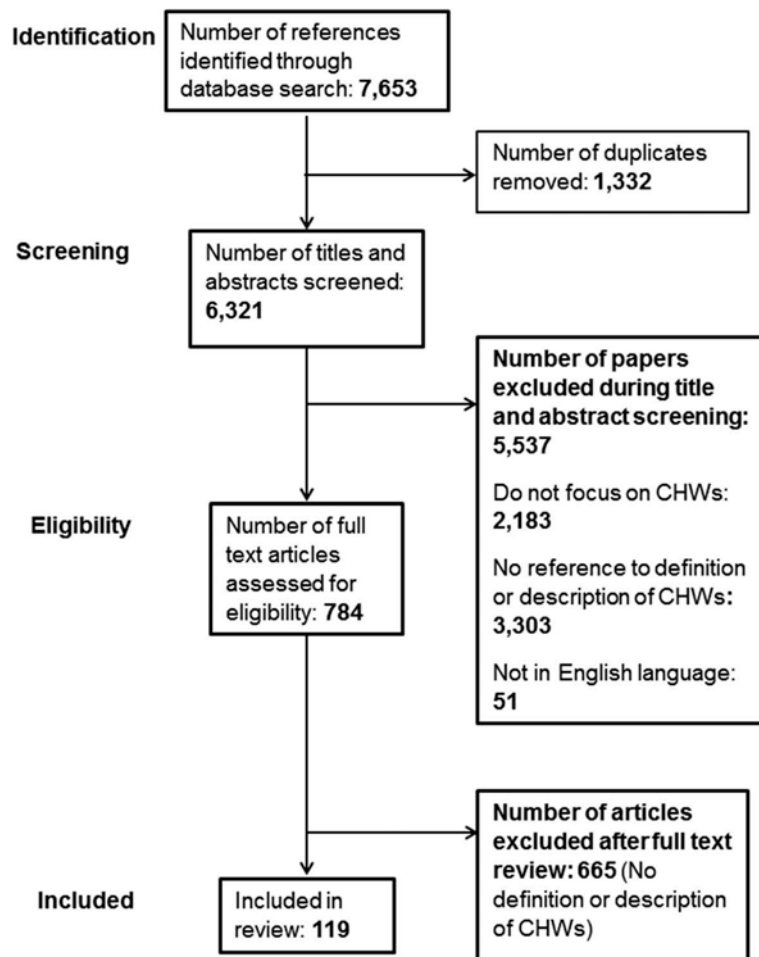 Identification
Number of references
identified through
database search: 7,653
Number of duplicates
removed: 1,332
Screening
Number of titles and
abstracts screened:
6,321
Number of papers
excluded during title
and abstract screening:
5,537
Do not focus on CHWs:
2,183
No reference to definition
or description of CHWs:
3,303
Not in English language:
51
Eligibility
Number of full
text articles
assessed for
eligibility: 784
Number of articles
excluded after full text
review: 665 (No
definition or description
of CHWs)
Included
Included in
review: 119